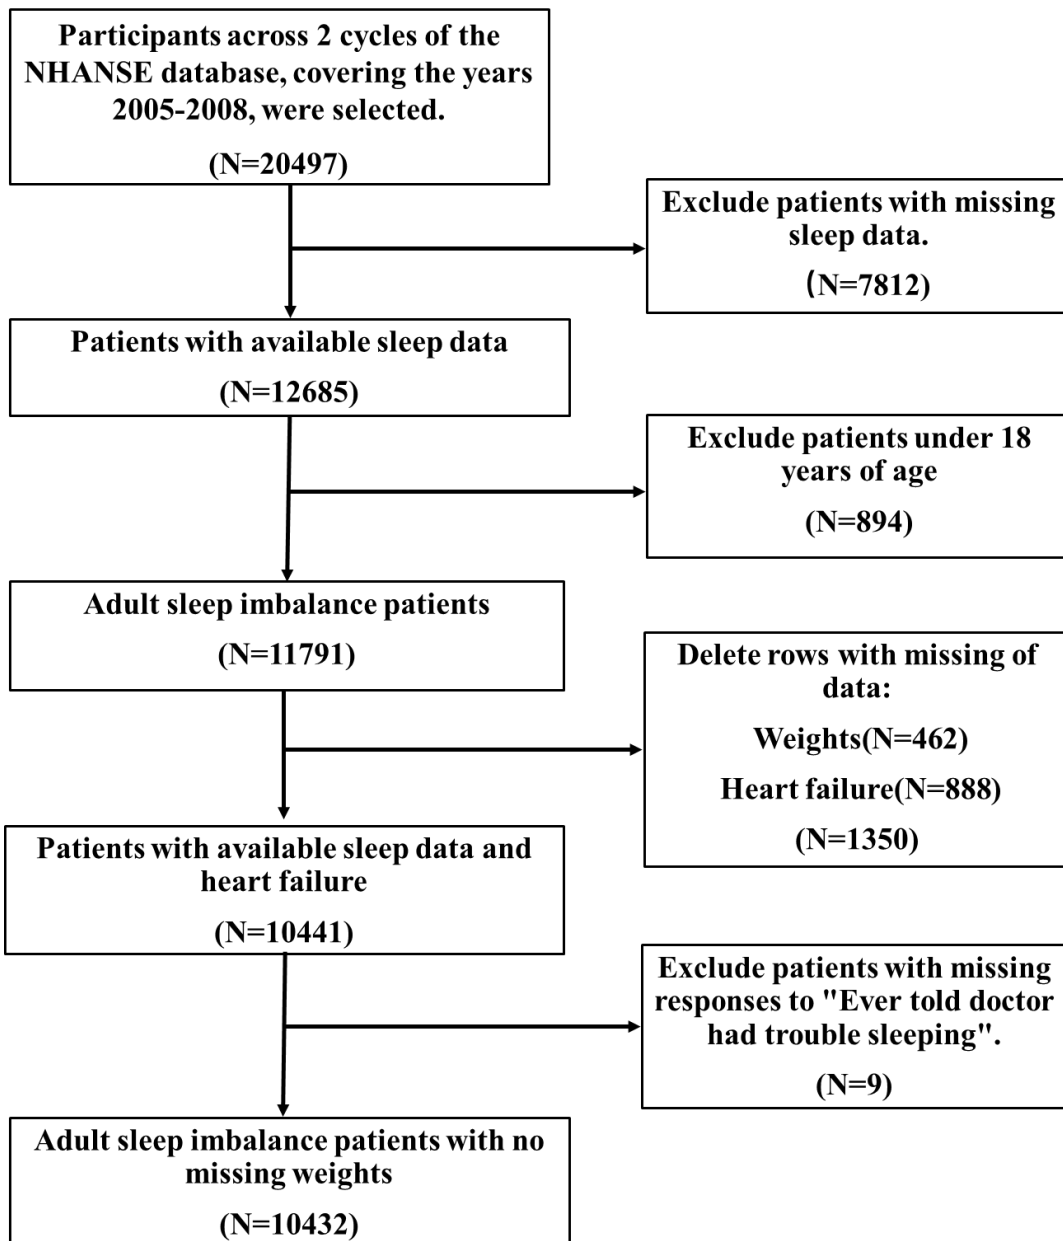 Participants across 2 cycles of the
NHANSE database, covering the years
2005-2008, were selected.
(N=20497)
Exclude patients with missing
sleep data.
(N=7812)
Patients with available sleep data
(N=12685)
Exclude patients under 18
years of age
(N=894)
Adult sleep imbalance patients
(N=11791)
Delete rows with missing of
data:
Weights(N=462)
Heart failure(N=888)
(N=1350)
Patients with available sleep data and
heart failure
(N=10441)
Exclude patients with missing
responses to "Ever told doctor
had trouble sleeping".
(N=9)
Adult sleep imbalance patients with no
missing weights
(N=10432)